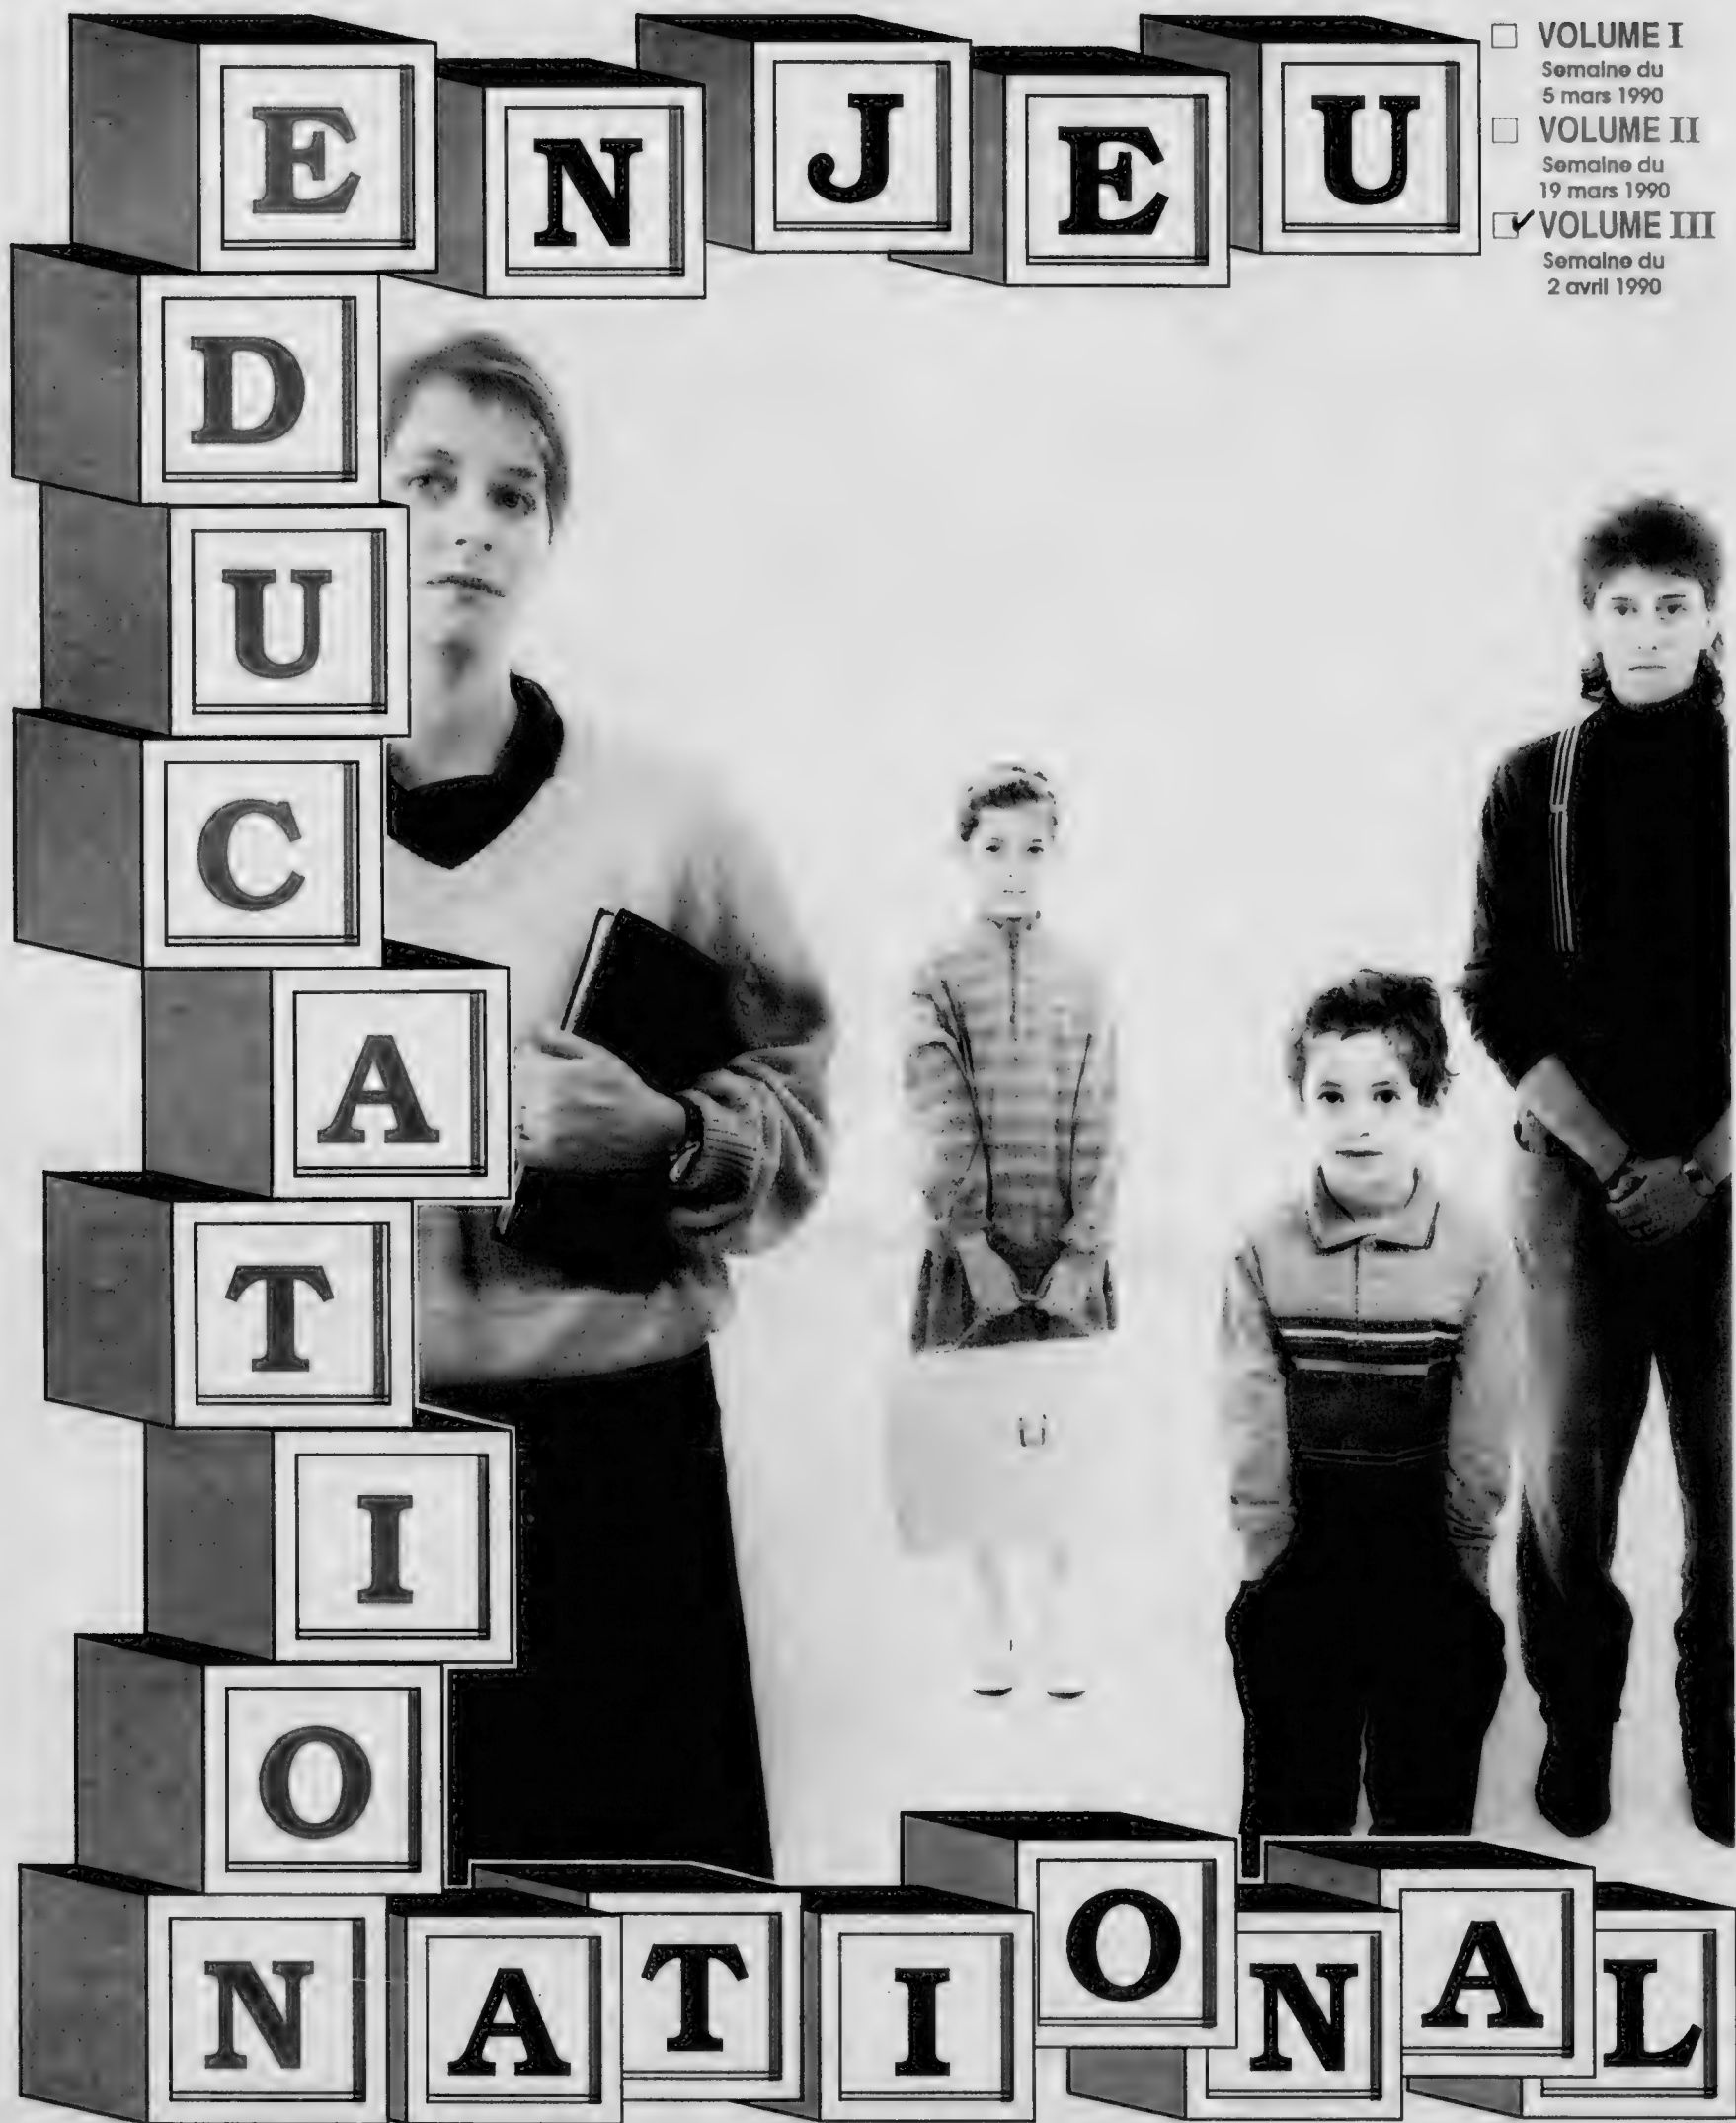 ENJEU
EDUCATION
NATIONAL
☐ VOLUME I
Semaine du
5 mars 1990
☐ VOLUME II
Semaine du
19 mars 1990
☑ VOLUME III
Semaine du
2 avril 1990